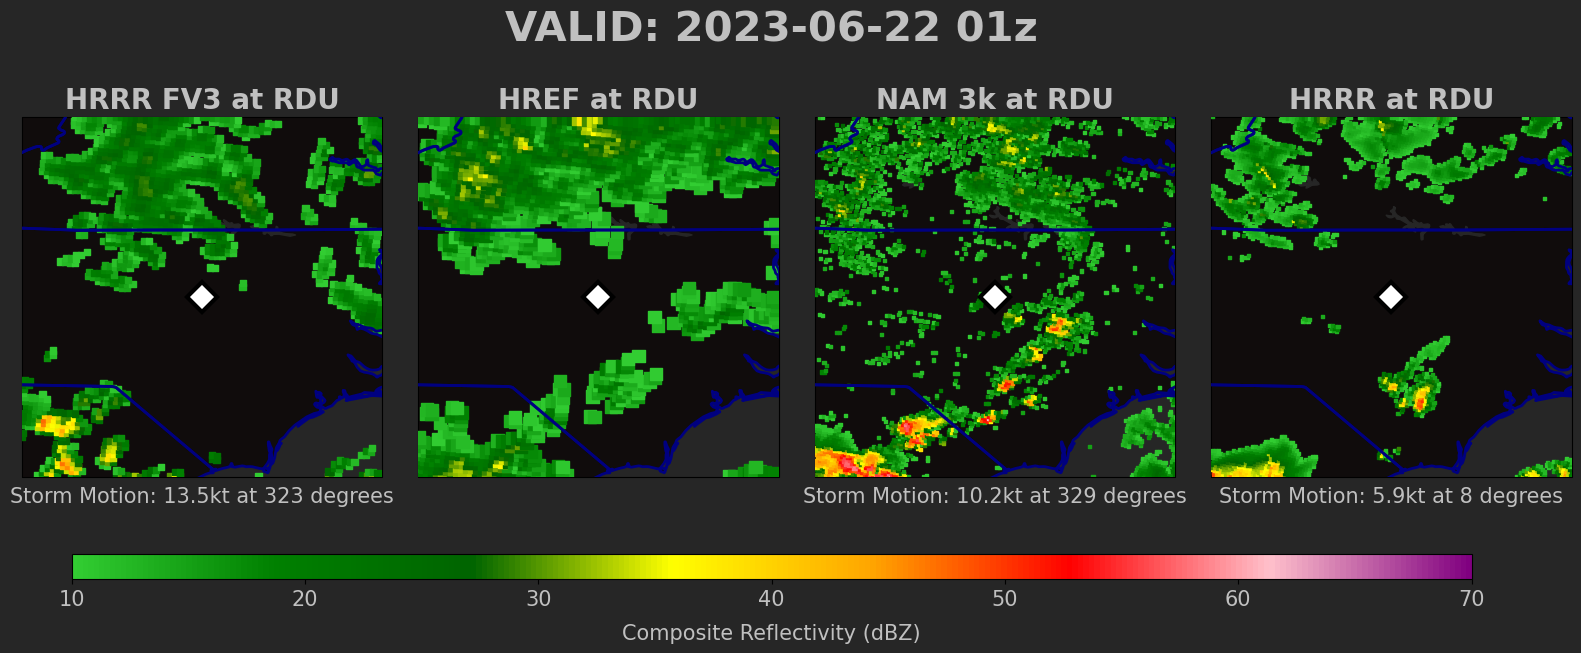 VALID: 2023-06-22 01z
HRRR FV3 at RDU
HREF at RDU
NAM 3k at RDU
HRRR at RDU
Storm Motion: 13.5kt at 323 degrees
Storm Motion: 10.2kt at 329 degrees
Storm Motion: 5.9kt at 8 degrees
10 20 30 40 50 60 70
Composite Reflectivity (dBZ)